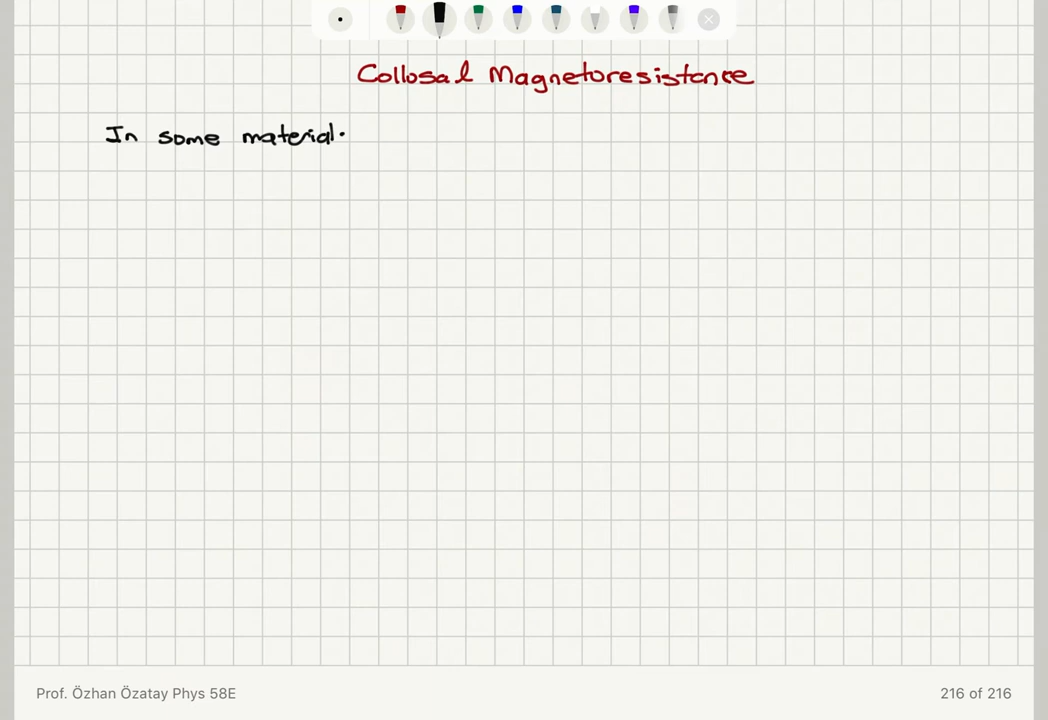 Collosal Magnetoresistance
In some material.
Prof. Özhan Özatay Phys 58E
216 of 216